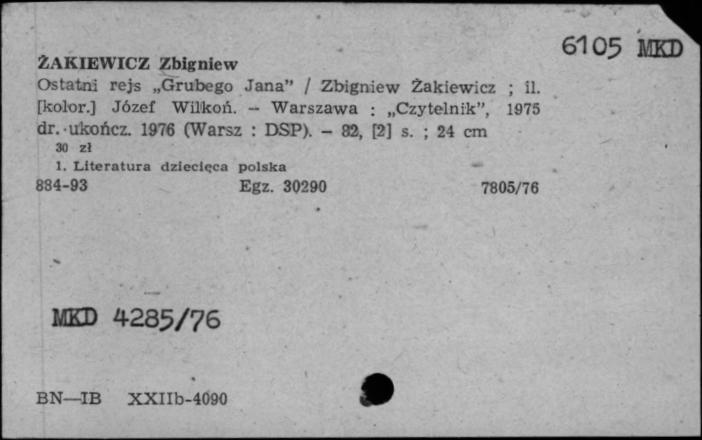 6105 MKD
ŻAKIEWICZ Zbigniew
Ostatni rejs „Grubego Jana” / Zbigniew Żakiewicz ; il.
[kolor.] Józef Wilkoń. — Warszawa : „Czytelnik”, 1975
dr. ukończ. 1976 (Warsz : DSP). — 82, [2] s. ; 24 cm
30 zł
1. Literatura dziecięca polska
884-93 Egz. 30290 7805/76
MKD 4285/76
BN—IB XXIIb-4090